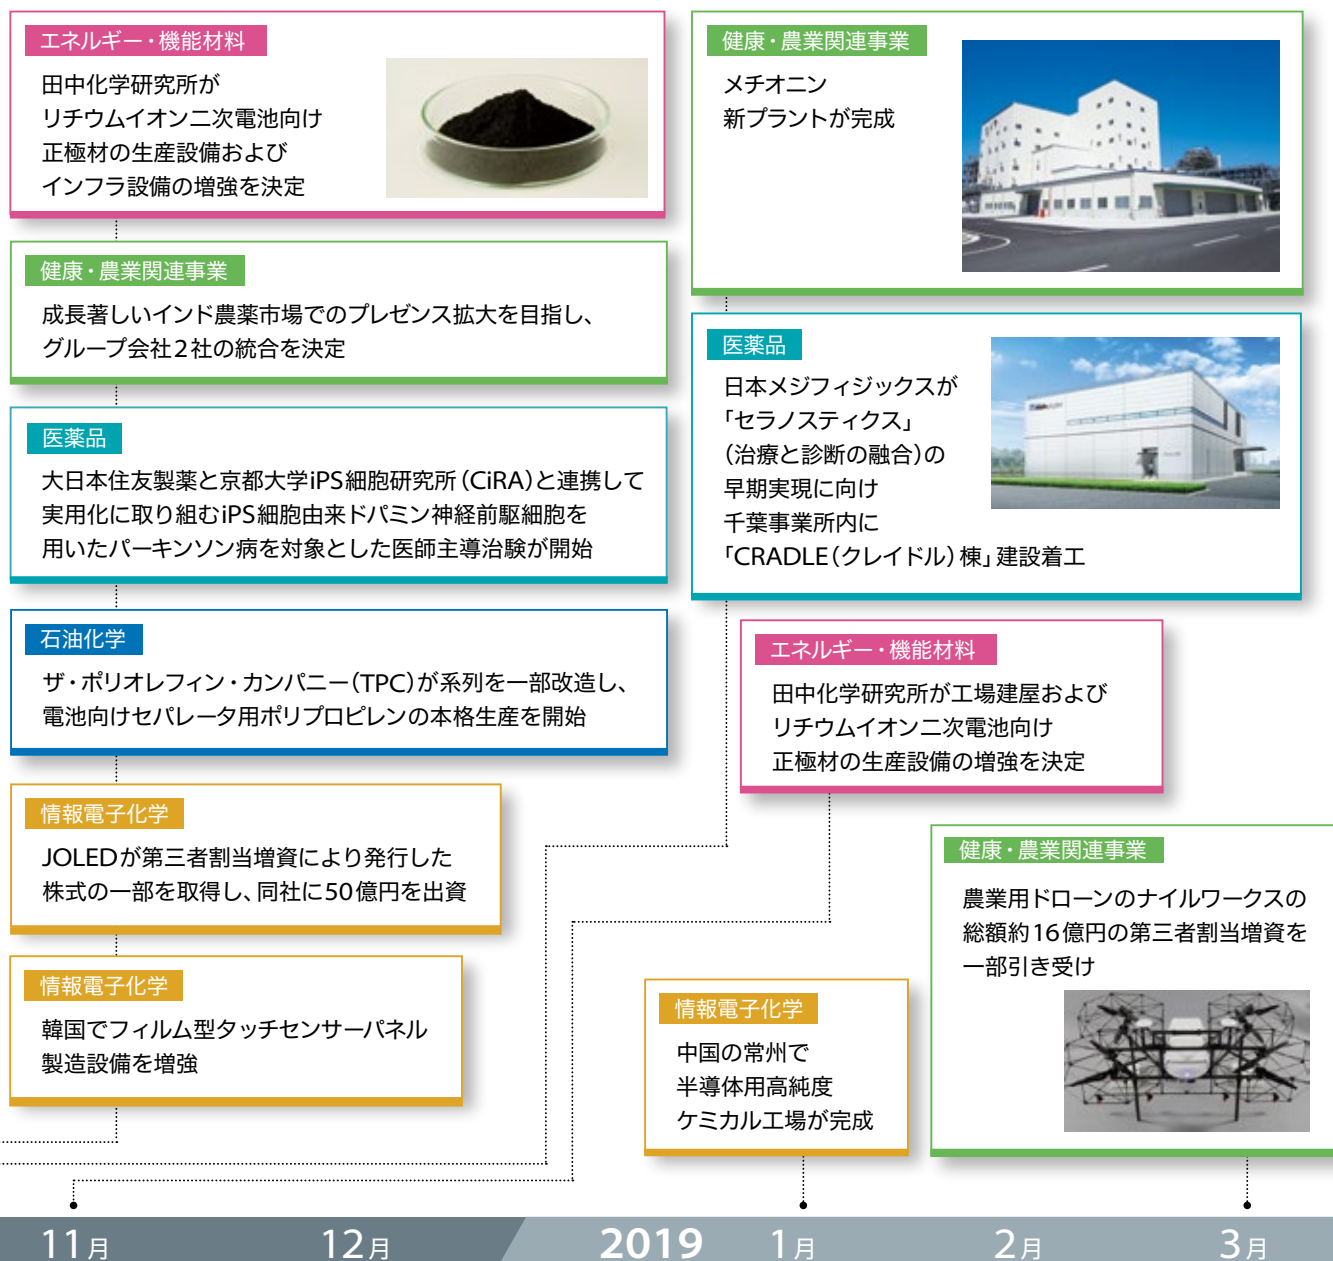 エネルギー・機能材料
田中化学研究所が
リチウムイオン二次電池向け
正極材の生産設備および
インフラ設備の増強を決定
健康・農業関連事業
成長著しいインド農薬市場でのプレゼンス拡大を目指し、
グループ会社2社の統合を決定
医薬品
大日本住友製薬と京都大学iPS細胞研究所（CiRA）と連携して
実用化に取り組むiPS細胞由来ドパミン神経前駆細胞を
用いたパーキンソン病を対象とした医師主導治験が開始
石油化学
ザ・ポリオレフィン・カンパニー（TPC）が系列を一部改造し、
電池向けセパレータ用ポリプロピレンの本格生産を開始
情報電子化学
JOLEDが第三者割当増資により発行した
株式の一部を取得し、同社に50億円を出資
情報電子化学
韓国でフィルム型タッチセンサーパネル
製造設備を増強
健康・農業関連事業
メチオニン
新プラントが完成
医薬品
日本メジフィジックスが
「セラノスティクス」
（治療と診断の融合）の
早期実現に向け
千葉事業所内に
「CRADLE（クレイドル）棟」建設着工
エネルギー・機能材料
田中化学研究所が工場建屋および
リチウムイオン二次電池向け
正極材の生産設備の増強を決定
情報電子化学
中国の常州で
半導体用高純度
ケミカル工場が完成
健康・農業関連事業
農業用ドローンのナイルワークスの
総額約16億円の第三者割当増資を
一部引き受け
11月 12月 2019 1月 2月 3月